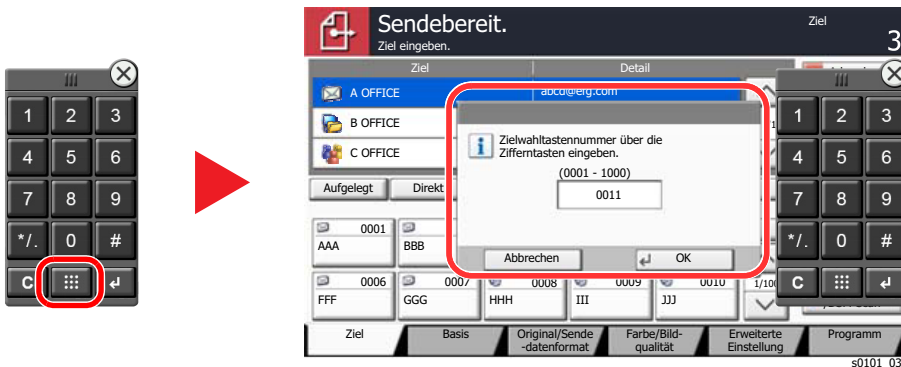 1 2 3
4 5 6
7 8 9
*/. 0 #
C
Sendebereit.
Ziel eingeben.
Ziel
3
Ziel Detail
A OFFICE abcd@efg.com
B OFFICE
C OFFICE
Zielwahltastennummer über die
Zifferntasten eingeben.
(0001 - 1000)
0011
Abbrechen OK
Aufgelegt Direkt
0001
AAA BBB
0006 0007 0008 0009 0010
FFF GGG HHH III JJJ
1/100
1 2 3
4 5 6
7 8 9
*/. 0 #
C
Ziel Basis Original/Sende
-datenformat Farbe/Bild-
qualität Erweiterte
Einstellung Programm
s0101_03